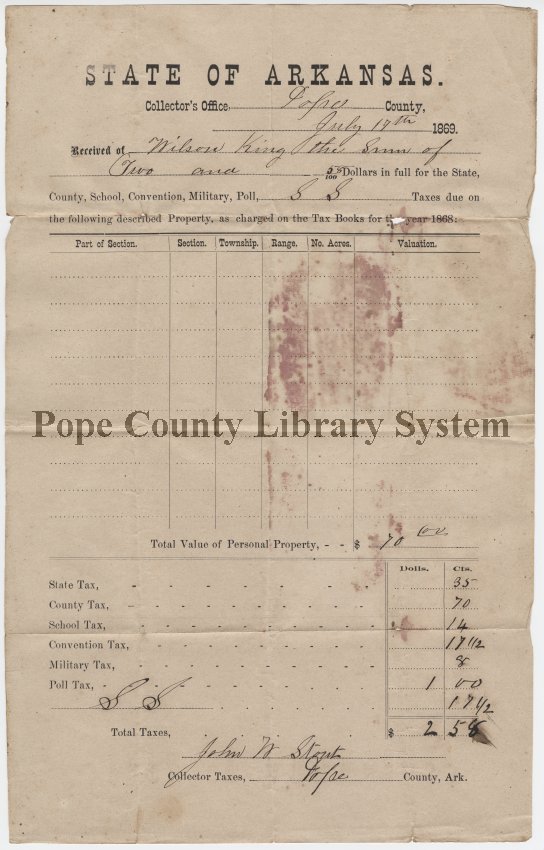 STATE OF ARKANSAS.
Collector's Office, Pope County,
July 17th 1869.
Received of Wilson King the Sum of
Two and 58/100 Dollars in full for the State,
County, School, Convention, Military, Poll, S S Taxes due on
the following described Property, as charged on the Tax Books for the year 1868:
Part of Section. Section. Township. Range. No. Acres. Valuation.
Pope County Library System
Total Value of Personal Property, - - $ 70 00
Dolls. Cts.
State Tax, 35
County Tax, 70
School Tax, 14
Convention Tax, 17 1/2
Military Tax, 8
Poll Tax, 1 00
S S 17 1/2
Total Taxes, $ 2 58
John W Stout
Collector Taxes, Pope County, Ark.